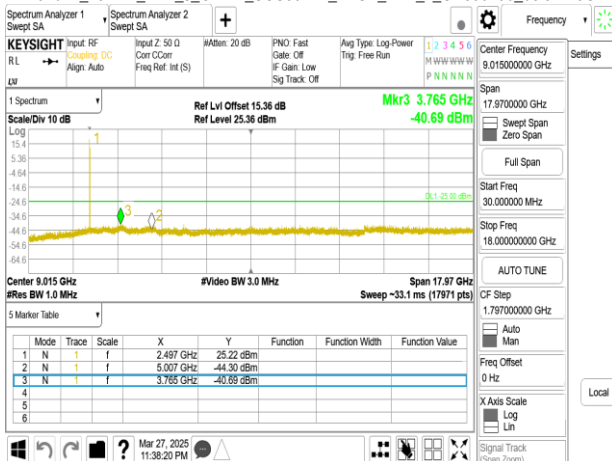 Spectrum Analyzer 1
Swept SA
Spectrum Analyzer 2
Swept SA
Frequency
KEYSIGHT
RL
Input: RF
Coupling: DC
Align: Auto
Input Z: 50 Ω
Corr CCorr
Freq Ref: Int (S)
#Atten: 20 dB
PNO: Fast
Gate: Off
IF Gain: Low
Sig Track: Off
Avg Type: Log-Power
Trig: Free Run
1 2 3 4 5 6
M W W W W W
P N N N N N
LXI
1 Spectrum
Scale/Div 10 dB
Ref Lvl Offset 15.36 dB
Ref Level 25.36 dBm
Mkr3 3.765 GHz
-40.69 dBm
Log
15.4
5.36
-4.64
-14.6
-24.6
-34.6
-44.6
-54.6
-64.6
1
3
2
DL1 -25.00 dBm
Center 9.015 GHz
#Video BW 3.0 MHz
Span 17.97 GHz
#Res BW 1.0 MHz
Sweep ~33.1 ms (17971 pts)
5 Marker Table
Mode Trace Scale X Y Function Function Width Function Value
1 N 1 f 2.497 GHz 25.22 dBm
2 N 1 f 5.007 GHz -44.30 dBm
3 N 1 f 3.765 GHz -40.69 dBm
4
5
6
Mar 27, 2025
11:38:20 PM
Center Frequency
9.015000000 GHz
Span
17.9700000 GHz
Swept Span
Zero Span
Full Span
Start Freq
30.000000 MHz
Stop Freq
18.000000000 GHz
AUTO TUNE
CF Step
1.797000000 GHz
Auto
Man
Freq Offset
0 Hz
X Axis Scale
Log
Lin
Signal Track
(Span Zoom)
Settings
Local